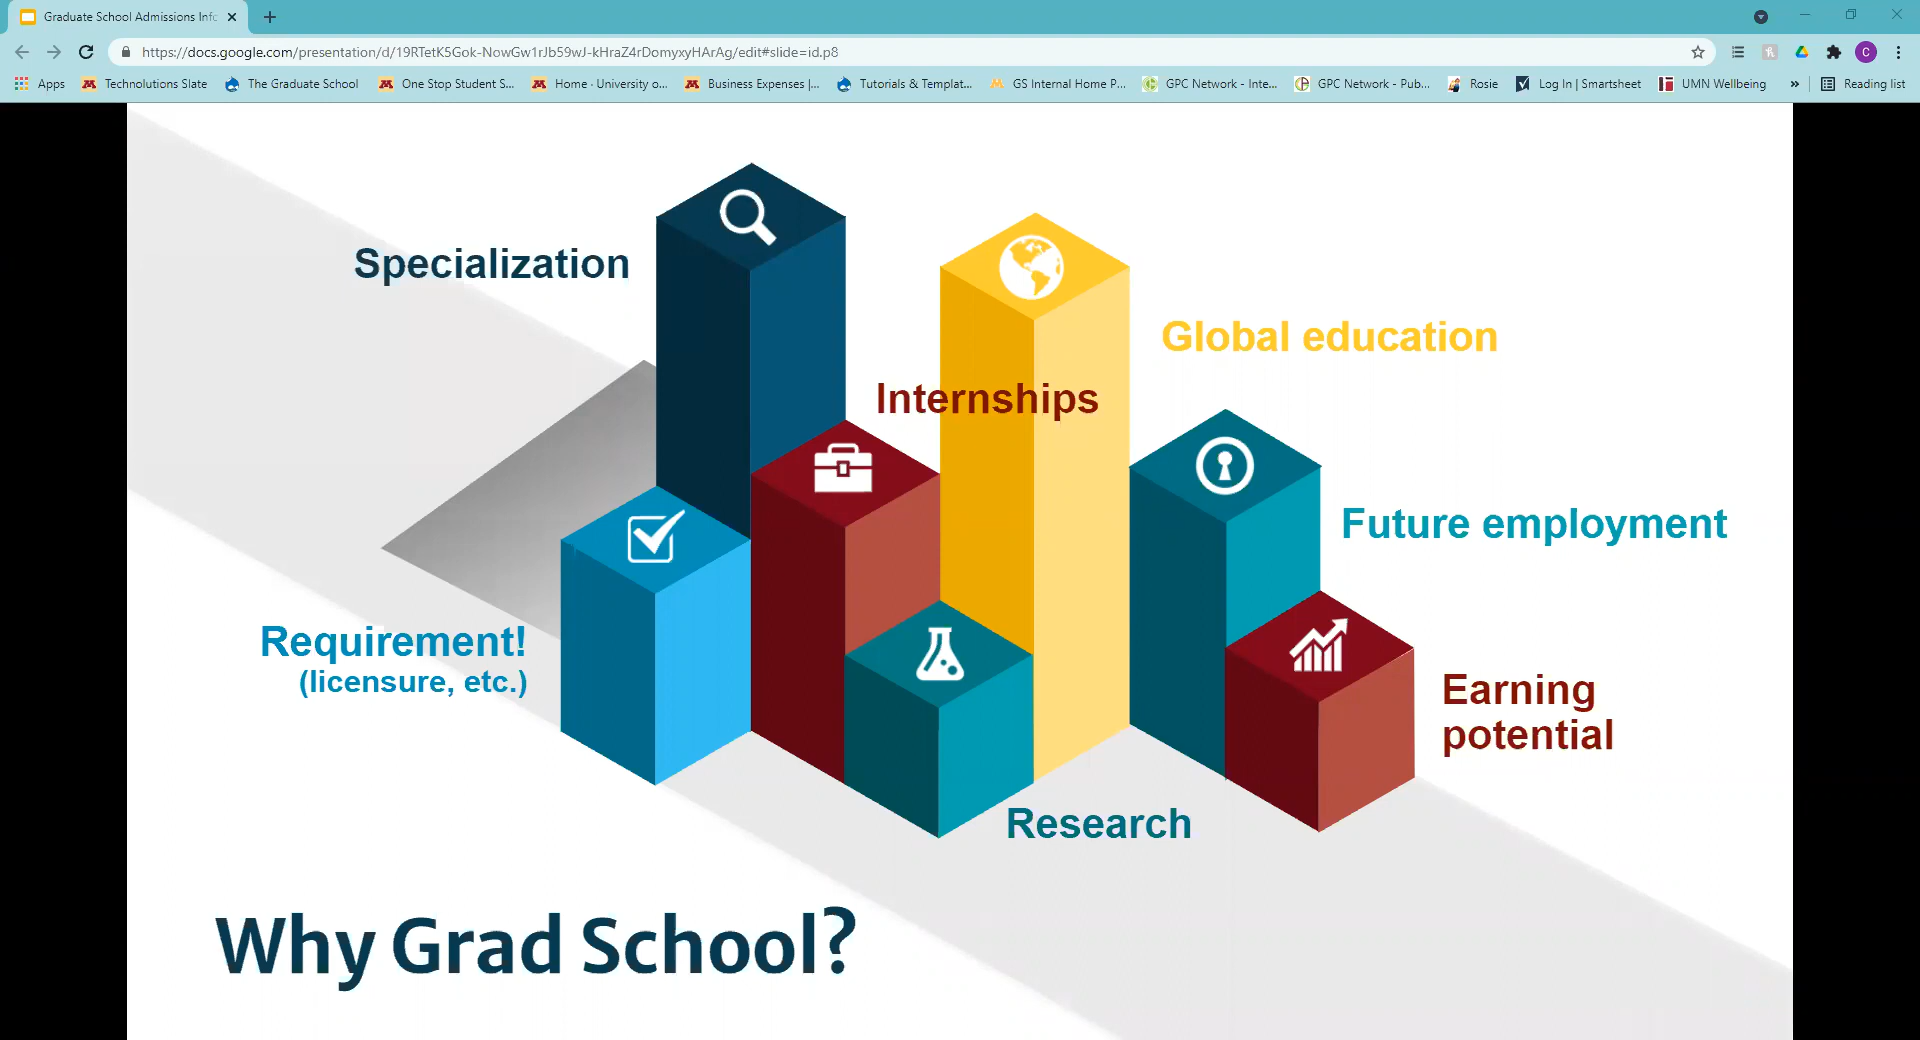 Graduate School Admissions Info
https://docs.google.com/presentation/d/19RTetK5Gok-NowGw1rJb59wJ-kHraZ4rDomyxyHArAg/edit#slide=id.p8
C
Apps
Technolutions Slate
The Graduate School
One Stop Student S...
Home · University o...
Business Expenses |...
Tutorials & Templat...
GS Internal Home P...
GPC Network - Inte...
GPC Network - Pub...
Rosie
Log In | Smartsheet
UMN Wellbeing
Reading list
Specialization
Global education
Internships
Future employment
Requirement!
(licensure, etc.)
Earning
potential
Research
Why Grad School?